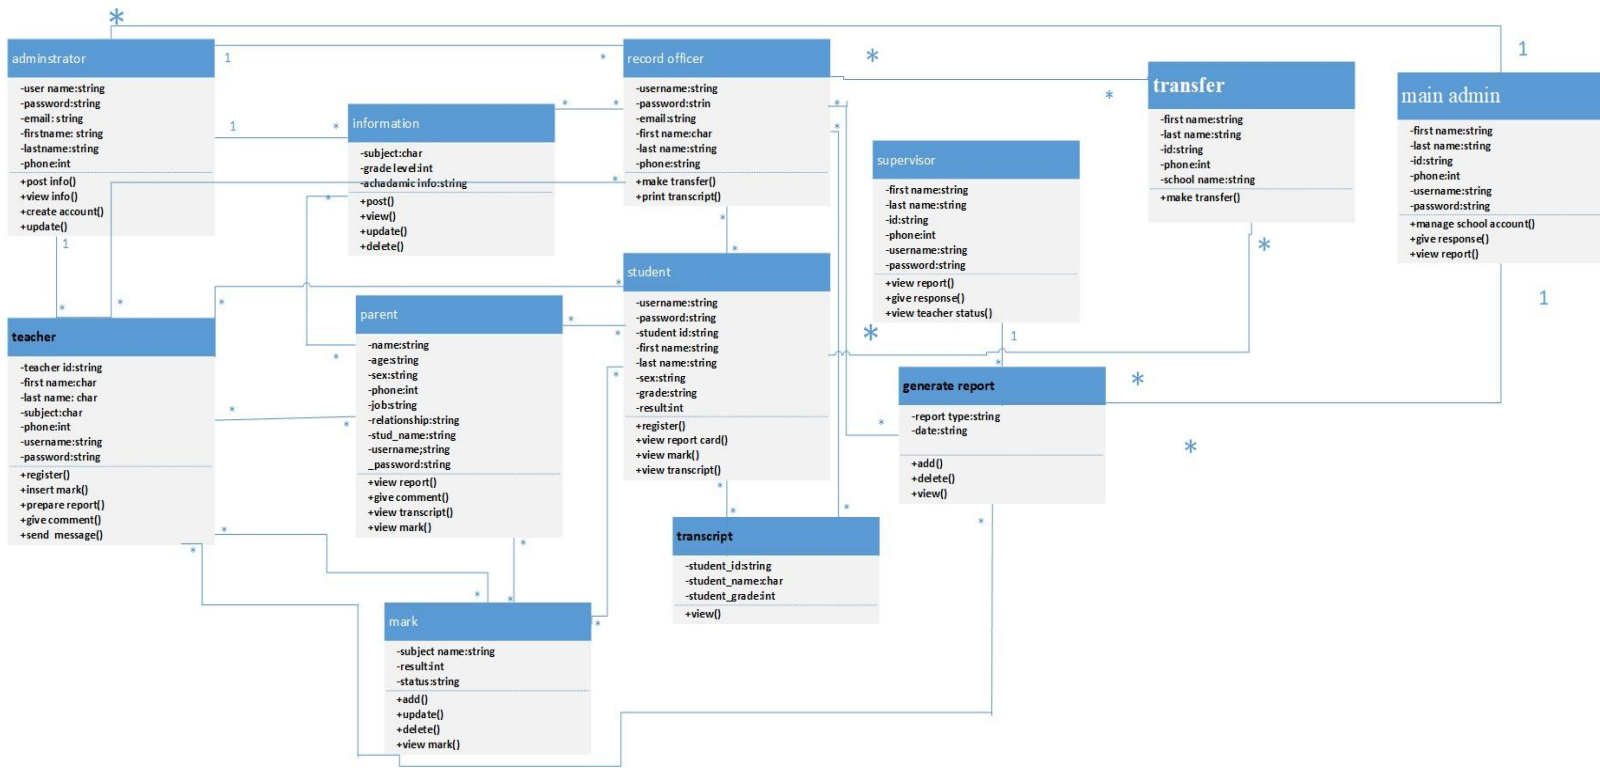 *
adminstrator
-user name:string
-password:string
-email: string
-firstname: string
-lastname:string
-phone:int
+post info()
+view info()
+create account()
+update()
1
*
1
*
1
*
information
-subject:char
-grade level:int
-achadamic info:string
+post()
+view()
+update()
+delete()
*
*
*
record officer
-username:string
-password:strin
-email:string
-first name:char
-last name:string
-phone:string
+make transfer()
+print transcript()
*
*
*
*
*
*
transfer
-first name:string
-last name:string
-id:string
-phone:int
-school name:string
+make transfer()
*
1
main admin
-first name:string
-last name:string
-id:string
-phone:int
-username:string
-password:string
+manage school account()
+give response()
+view report()
1
supervisor
-first name:string
-last name:string
-id:string
-phone:int
-username:string
-password:string
+view report()
+give response()
+view teacher status()
1
*
*
*
teacher
-teacher id:string
-first name:char
-last name: char
-subject:char
-phone:int
-username:string
-password:string
+register()
+insert mark()
+prepare report()
+give comment()
+send message()
*
*
*
*
parent
-name:string
-age:string
-sex:string
-phone:int
-job:string
-relationship:string
-stud_name:string
-username;string
_password:string
+view report()
+give comment()
+view transcript()
+view mark()
*
*
*
*
student
-username:string
-password:string
-student id:string
-first name:string
-last name:string
-sex:string
-grade:string
-result:int
+register()
+view report card()
+view mark()
+view transcript()
*
*
*
*
*
*
generate report
-report type:string
-date:string
+add()
+delete()
+view()
*
*
*
*
transcript
-student_id:string
-student_name:char
-student_grade:int
+view()
*
*
mark
-subject name:string
-result:int
-status:string
+add()
+update()
+delete()
+view mark()
*
*
*